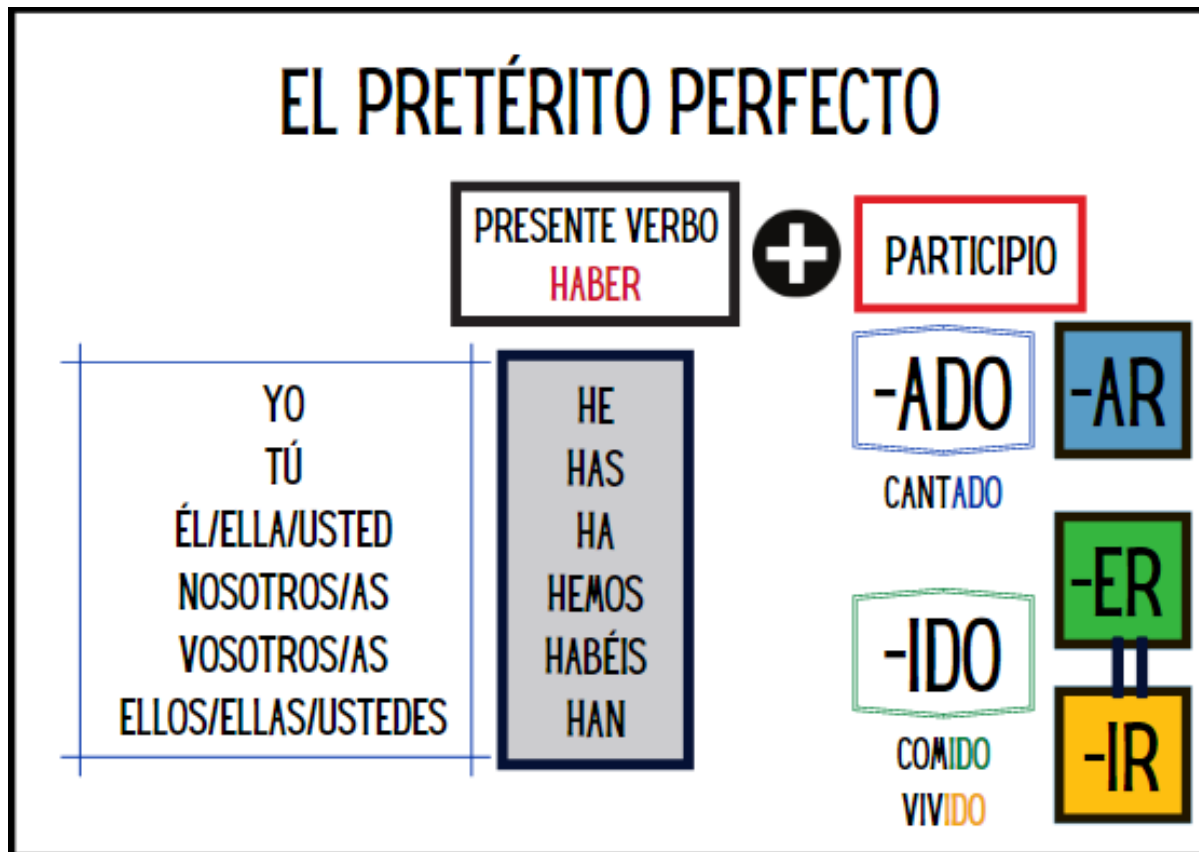 EL PRETÉRITO PERFECTO
PRESENTE VERBO
HABER
PARTICIPIO
YO HE
TÚ HAS
ÉL/ELLA/USTED HA
NOSOTROS/AS HEMOS
VOSOTROS/AS HABÉIS
ELLOS/ELLAS/USTEDES HAN
-ADO -AR
CANTADO
-ER
-IDO
-IR
COMIDO
VIVIDO